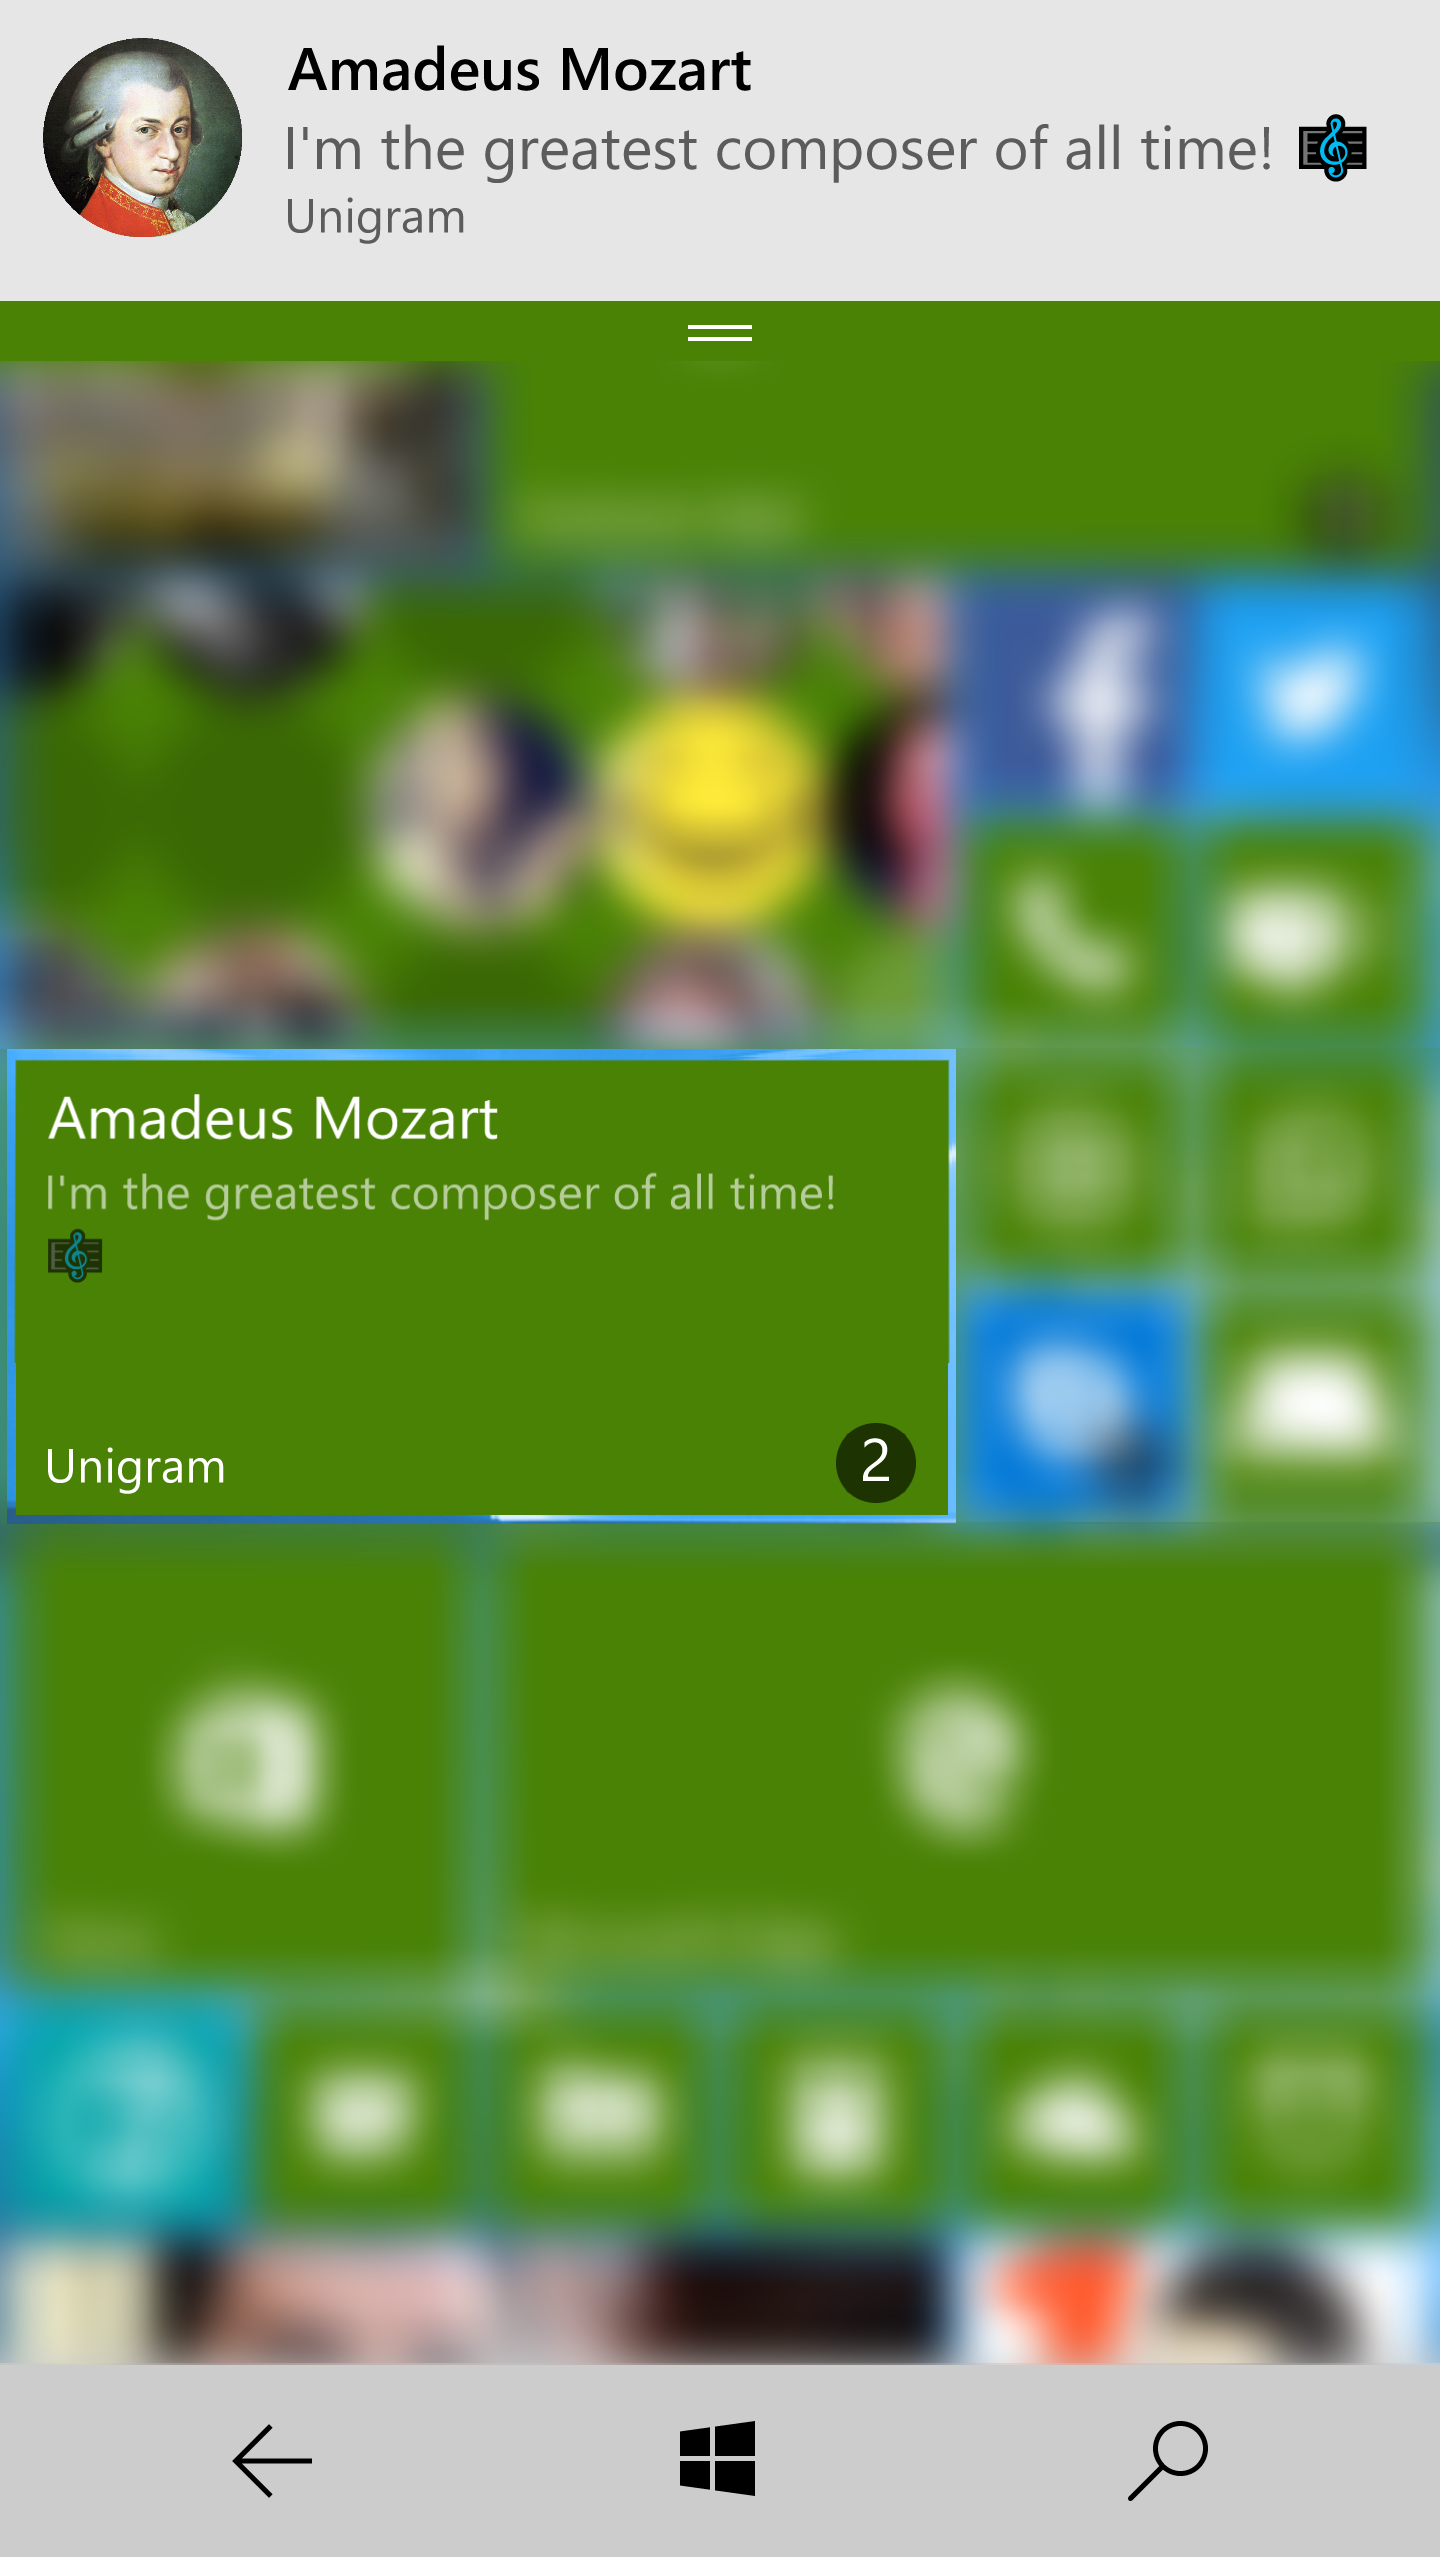 Amadeus Mozart
I'm the greatest composer of all time! 🎼
Unigram
Amadeus Mozart
I'm the greatest composer of all time!
🎼
Unigram
2